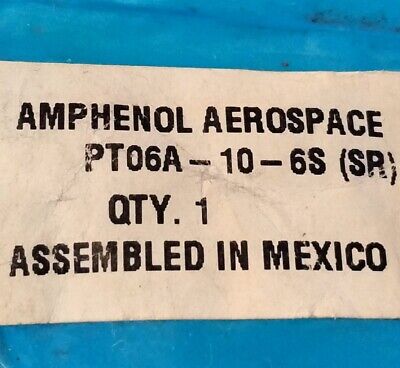 AMPHENOL AEROSPACE
PT06A-10-6S (SR)
QTY. 1
ASSEMBLED IN MEXICO